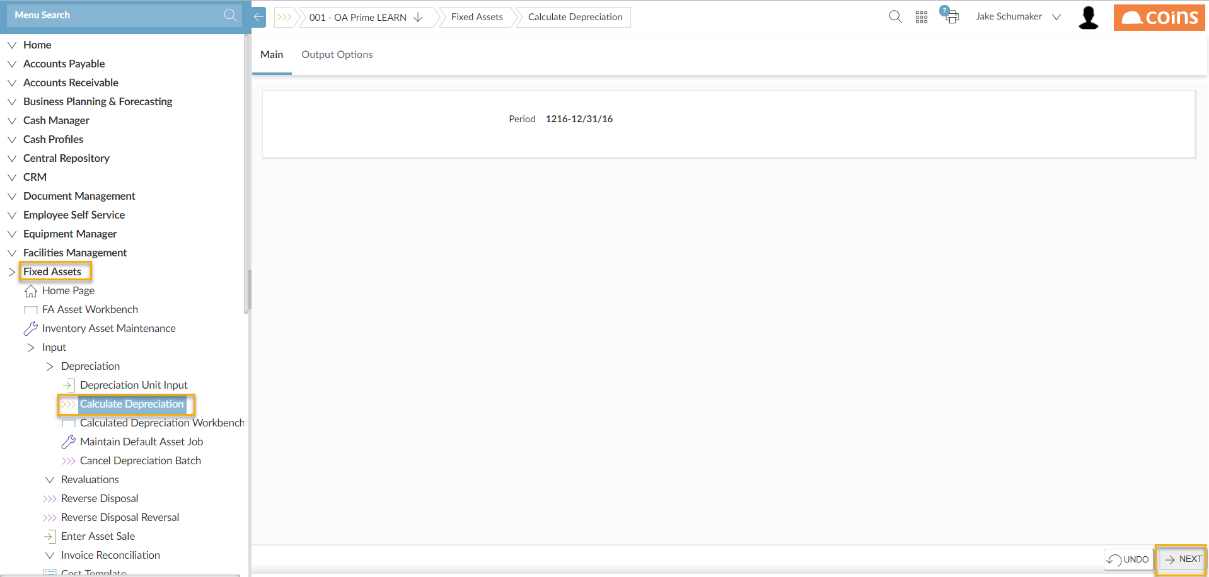 Menu Search
001 - OA Prime LEARN
Fixed Assets
Calculate Depreciation
7
Jake Schumaker
coins
Main
Output Options
Period 1216-12/31/16
Home
Accounts Payable
Accounts Receivable
Business Planning & Forecasting
Cash Manager
Cash Profiles
Central Repository
CRM
Document Management
Employee Self Service
Equipment Manager
Facilities Management
Fixed Assets
Home Page
FA Asset Workbench
Inventory Asset Maintenance
Input
Depreciation
Depreciation Unit Input
Calculate Depreciation
Calculated Depreciation Workbench
Maintain Default Asset Job
Cancel Depreciation Batch
Revaluations
Reverse Disposal
Reverse Disposal Reversal
Enter Asset Sale
Invoice Reconciliation
Cost Template
UNDO
NEXT